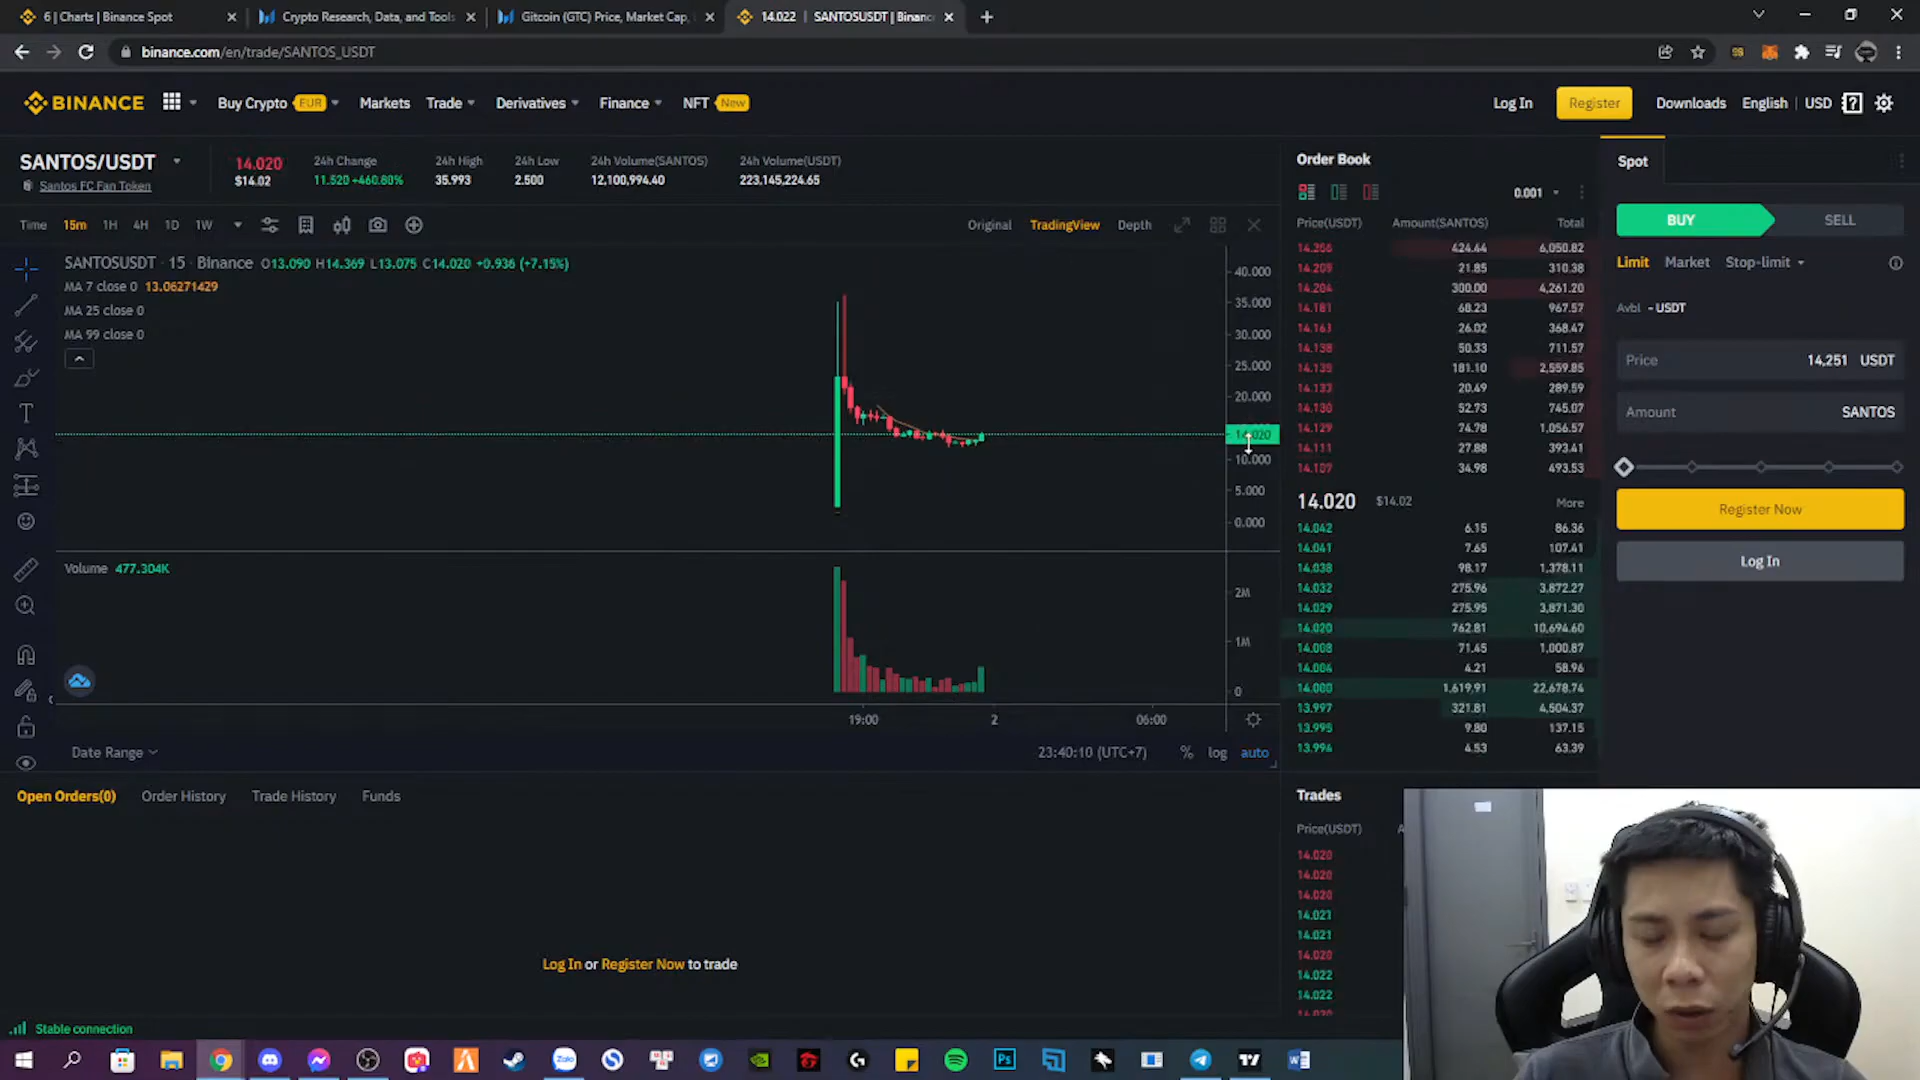 6 | Charts | Binance Spot
Crypto Research, Data, and Tools
Gitcoin (GTC) Price, Market Cap,
14.022 | SANTOSUSDT | Binanc
binance.com/en/trade/SANTOS_USDT
BINANCE
Buy Crypto EUR
Markets
Trade
Derivatives
Finance
NFT New
Log In
Register
Downloads
English
USD
SANTOS/USDT
Santos FC Fan Token
14.020
$14.02
24h Change
11.520 +460.80%
24h High
35.993
24h Low
2.500
24h Volume(SANTOS)
12,100,994.40
24h Volume(USDT)
223,145,224.65
Time 15m 1H 4H 1D 1W
Original TradingView Depth
SANTOSUSDT · 15 · Binance O13.090 H14.369 L13.075 C14.020 +0.936 (+7.15%)
MA 7 close 0 13.06271429
MA 25 close 0
MA 99 close 0
40.000
35.000
30.000
25.000
20.000
14.020
10.000
5.000
0.000
Volume 477.304K
2M
1M
0
19:00 2 06:00
Date Range
23:40:10 (UTC+7) % log auto
Order Book
0.001
Price(USDT) Amount(SANTOS) Total
14.256 424.44 6,050.82
14.205 21.85 310.38
14.204 300.00 4,261.20
14.181 68.23 967.57
14.163 26.02 368.47
14.138 50.33 711.57
14.135 181.10 2,559.85
14.133 20.49 289.59
14.130 52.73 745.07
14.129 74.78 1,056.57
14.111 27.88 393.41
14.107 34.98 493.53
14.020 $14.02 More
14.042 6.15 86.36
14.041 7.65 107.41
14.038 98.17 1,378.11
14.032 275.96 3,872.27
14.029 275.95 3,871.30
14.020 762.81 10,694.60
14.008 71.45 1,000.87
14.004 4.21 58.96
14.000 1,619.91 22,678.74
13.997 321.81 4,504.37
13.995 9.80 137.15
13.994 4.53 63.39
Trades
Price(USDT)
14.020
14.020
14.020
14.021
14.021
14.020
14.022
14.022
Spot
BUY
SELL
Limit Market Stop-limit
Avbl - USDT
Price 14,251 USDT
Amount SANTOS
Register Now
Log In
Open Orders(0) Order History Trade History Funds
Log In or Register Now to trade
Stable connection